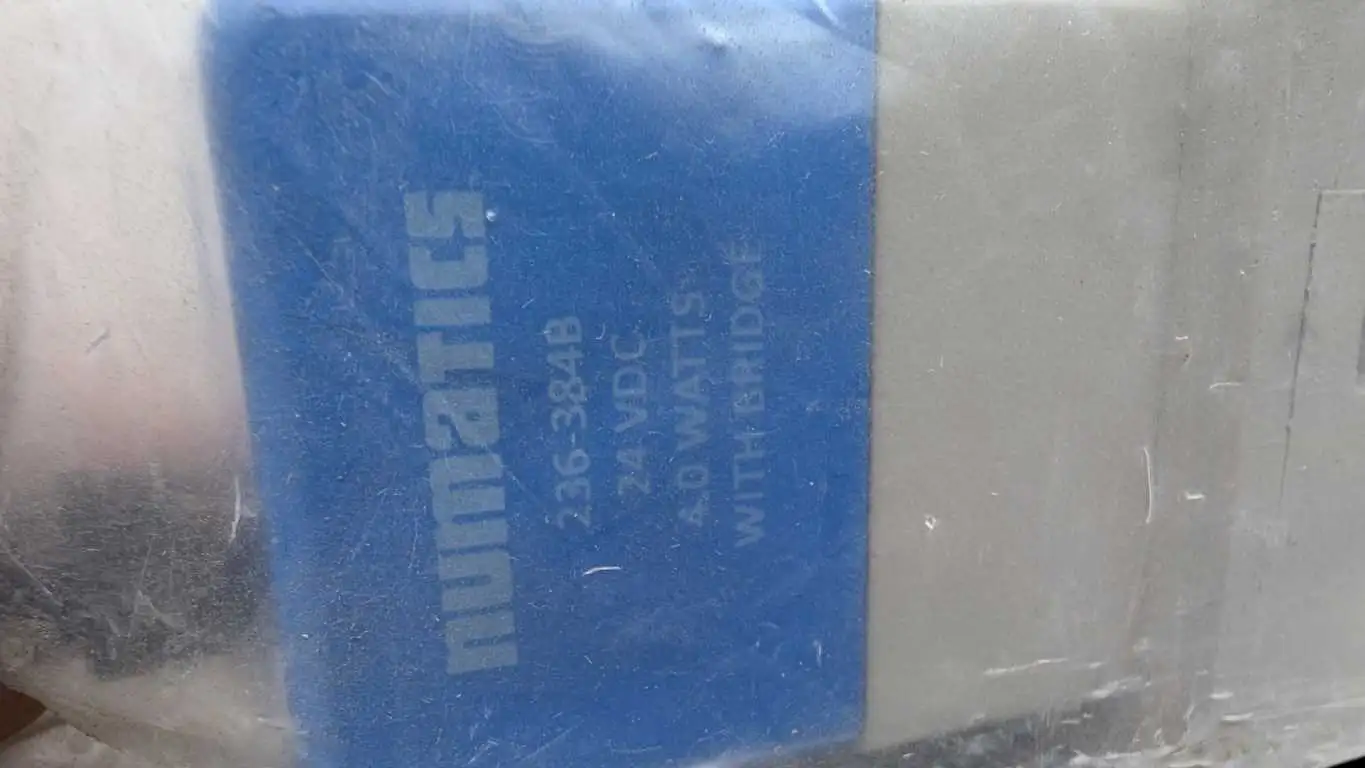 numatics
236-384B
24 VDC
4.0 WATTS
WITH BRIDGE